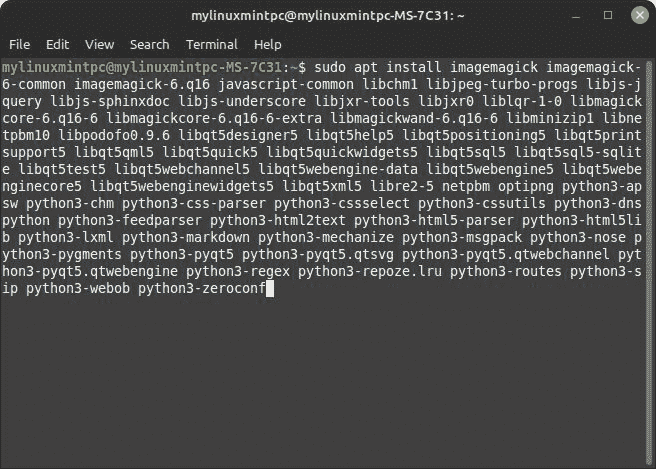 mylinuxmintpc@mylinuxmintpc-MS-7C31: ~
File Edit View Search Terminal Help
mylinuxmintpc@mylinuxmintpc-MS-7C31:~$ sudo apt install imagemagick imagemagick-
6-common imagemagick-6.q16 javascript-common libchm1 libjpeg-turbo-progs libjs-j
query libjs-sphinxdoc libjs-underscore libjxr-tools libjxr0 liblqr-1-0 libmagick
core-6.q16-6 libmagickcore-6.q16-6-extra libmagickwand-6.q16-6 libminizip1 libne
tpbm10 libpodofo0.9.6 libqt5designer5 libqt5help5 libqt5positioning5 libqt5print
support5 libqt5qml5 libqt5quick5 libqt5quickwidgets5 libqt5sql5 libqt5sql5-sqlit
e libqt5test5 libqt5webchannel5 libqt5webengine-data libqt5webengine5 libqt5webe
nginecore5 libqt5webenginewidgets5 libqt5xml5 libre2-5 netpbm optipng python3-ap
sw python3-chm python3-css-parser python3-cssselect python3-cssutils python3-dns
python python3-feedparser python3-html2text python3-html5-parser python3-html5li
b python3-lxml python3-markdown python3-mechanize python3-msgpack python3-nose p
ython3-pygments python3-pyqt5 python3-pyqt5.qtsvg python3-pyqt5.qtwebchannel pyt
hon3-pyqt5.qtwebengine python3-regex python3-repoze.lru python3-routes python3-s
ip python3-webob python3-zeroconf